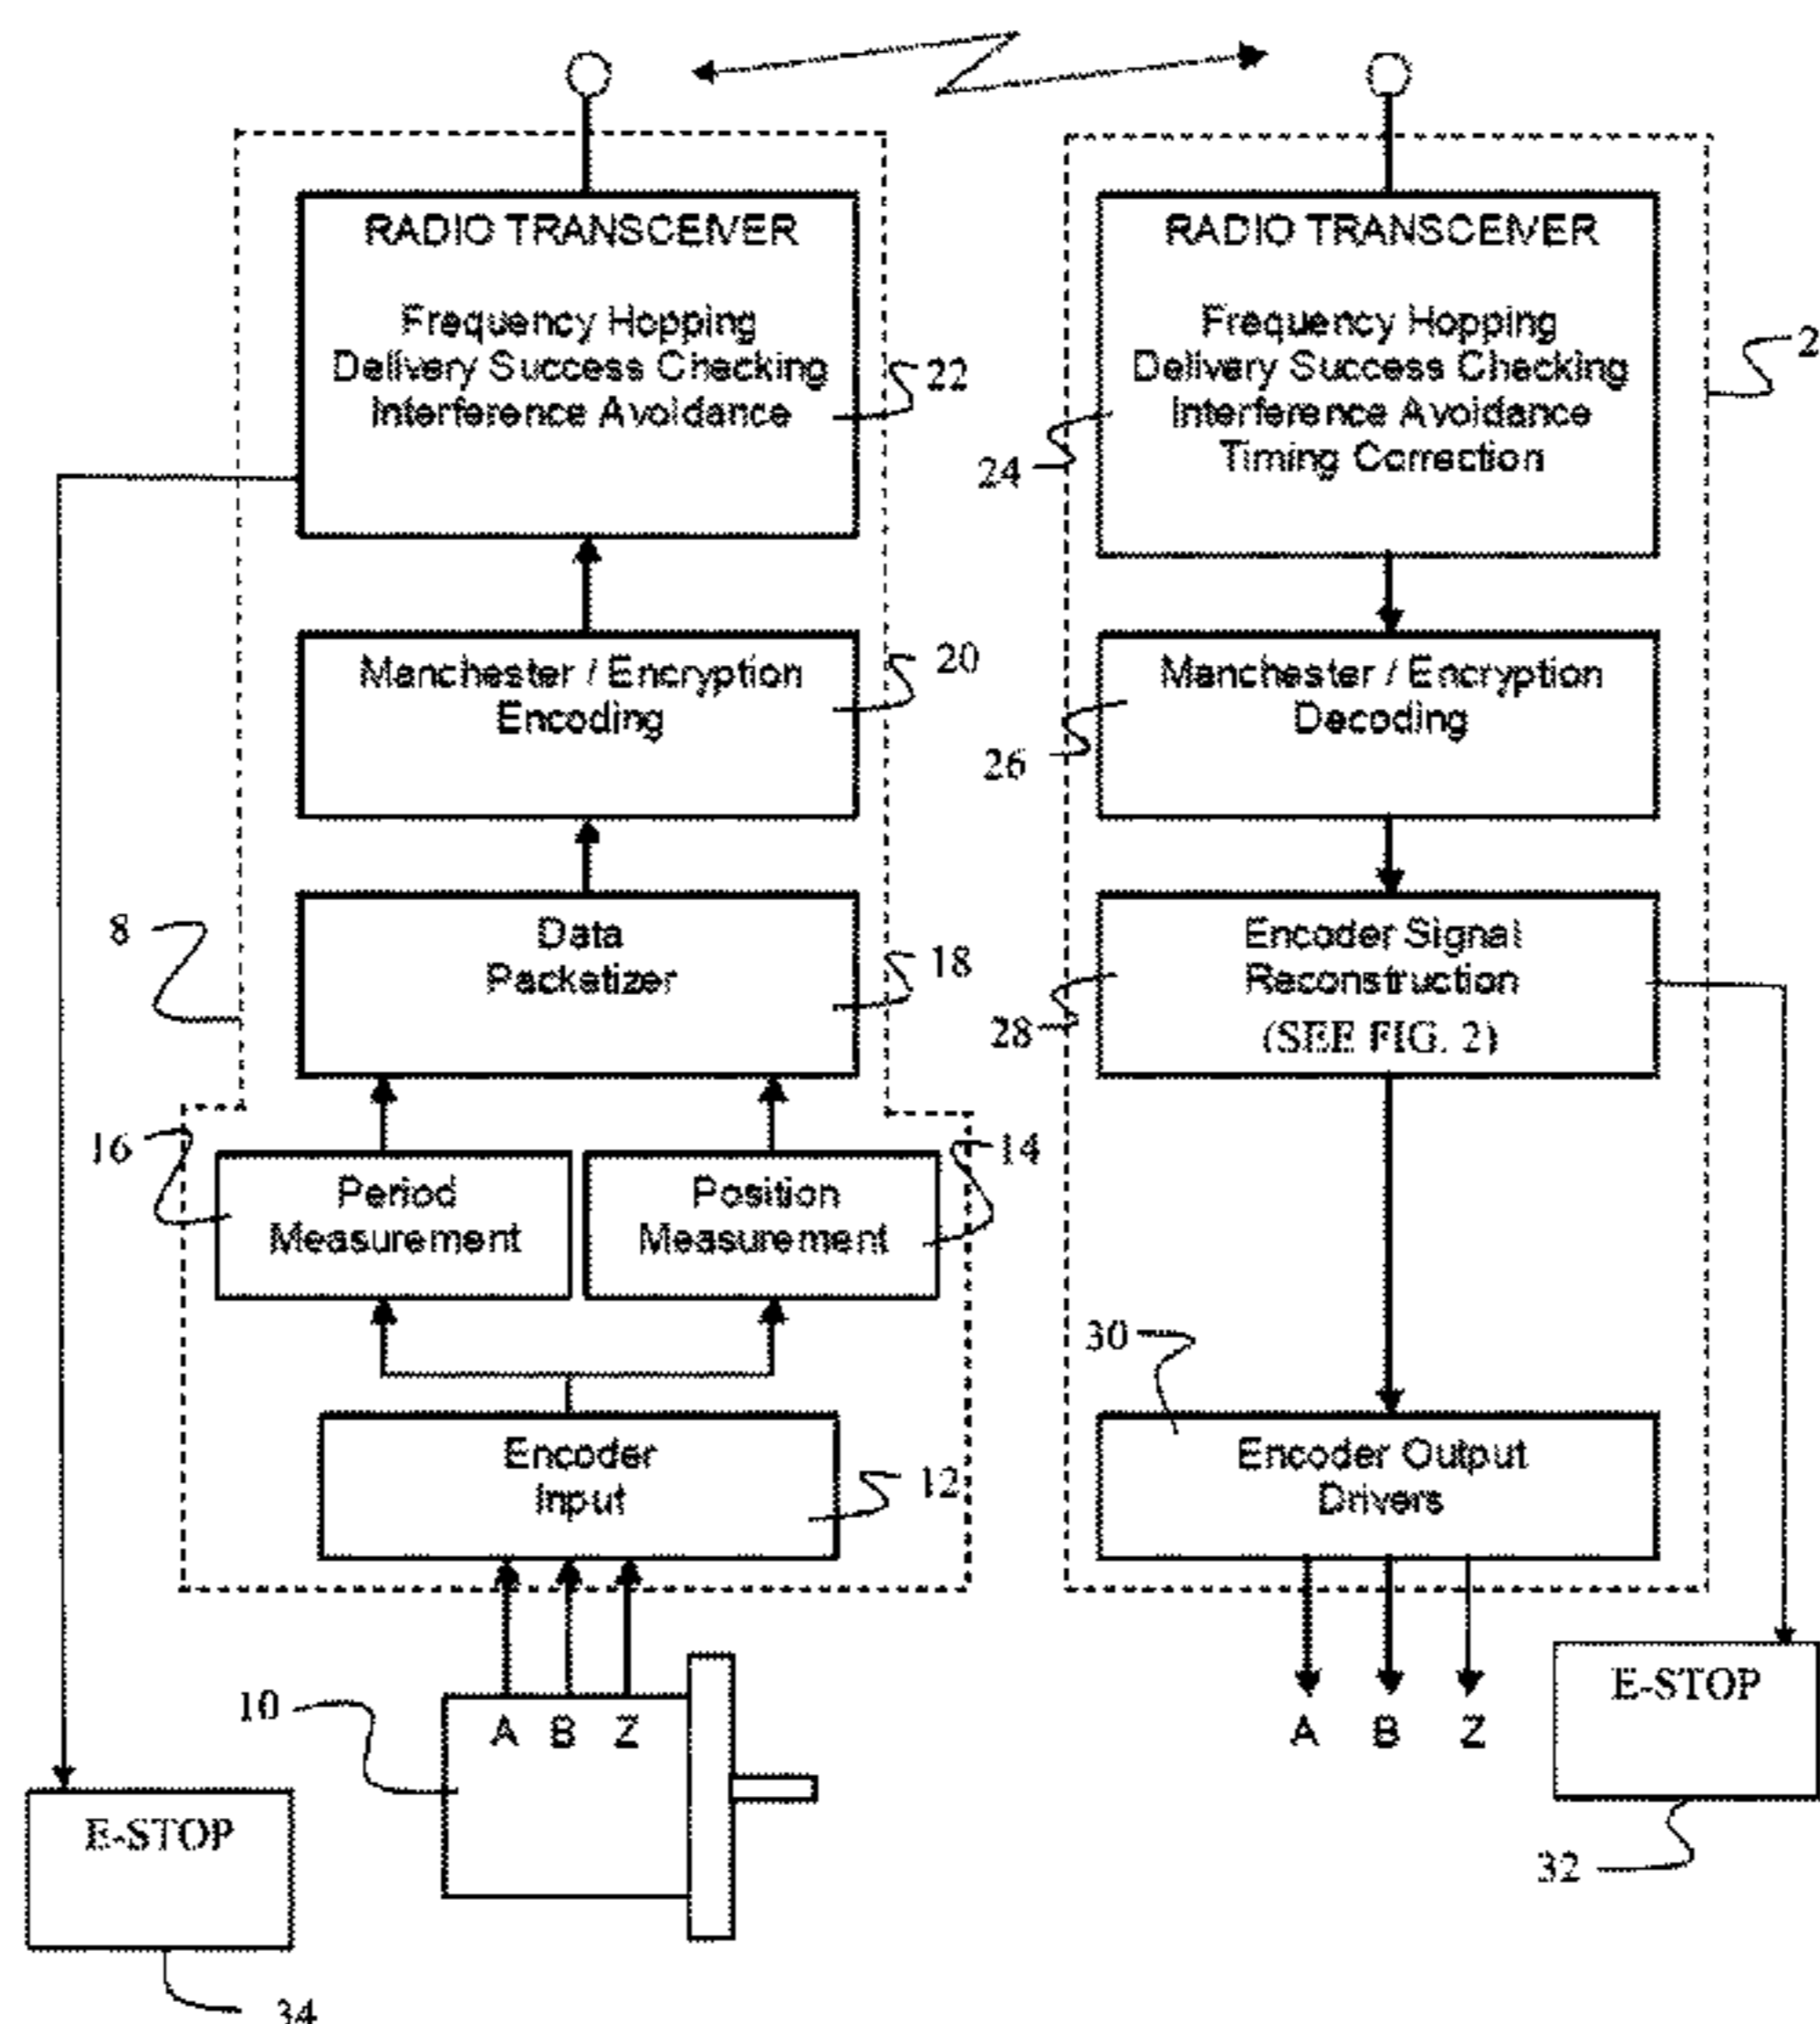 RADIO TRANSCEIVER
Frequency Hopping
Delivery Success Checking
Interference Avoidance
22
RADIO TRANSCEIVER
Frequency Hopping
Delivery Success Checking
Interference Avoidance
Timing Correction
24
2
Manchester / Encryption
Encoding
20
Manchester / Encryption
Decoding
26
8
Data
Packetizer
18
Encoder Signal
Reconstruction
(SEE FIG. 2)
28
16
Period
Measurement
Position
Measurement
14
30
Encoder
Input
12
Encoder Output
Drivers
10
A B Z
A B Z
E-STOP
32
E-STOP
34